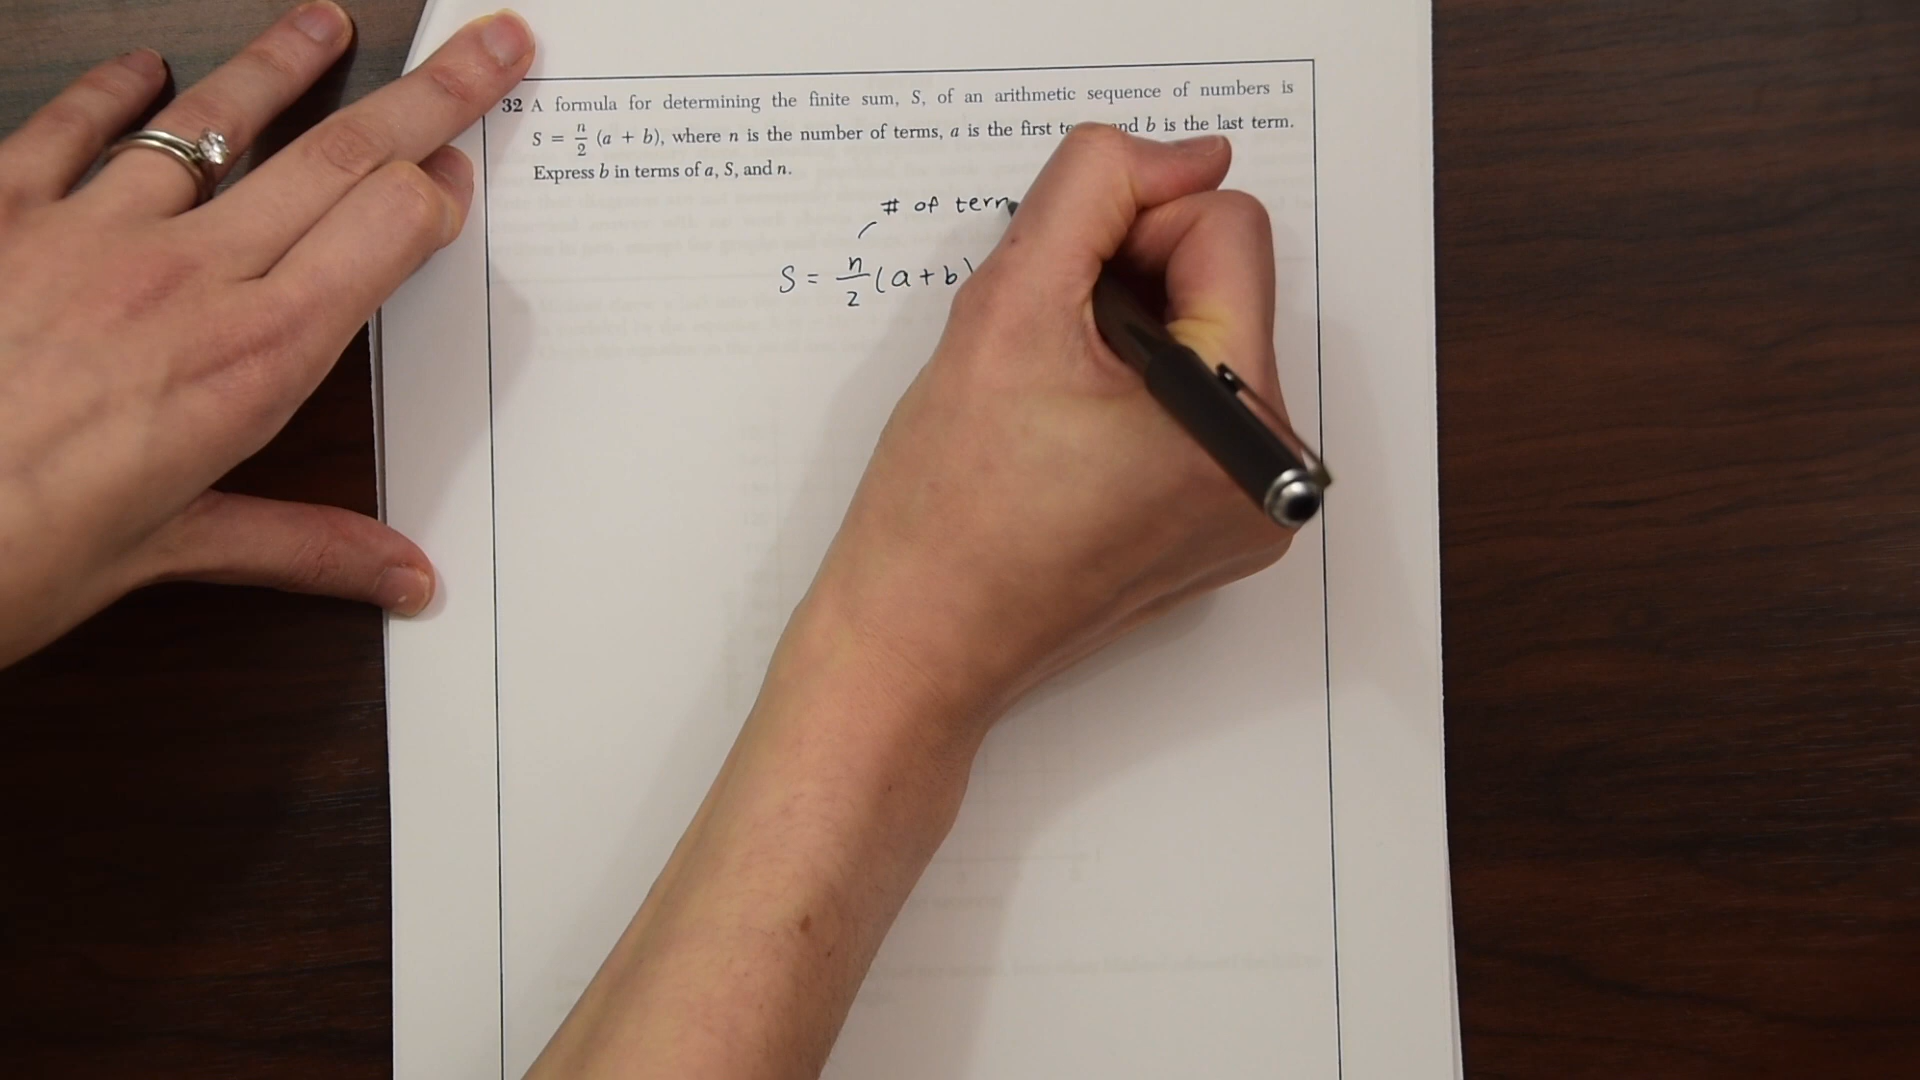 32 A formula for determining the finite sum, S, of an arithmetic sequence of numbers is
S = n/2 (a + b), where n is the number of terms, a is the first and b is the last term.
Express b in terms of a, S, and n.
# of term
S = n/2 (a+b)